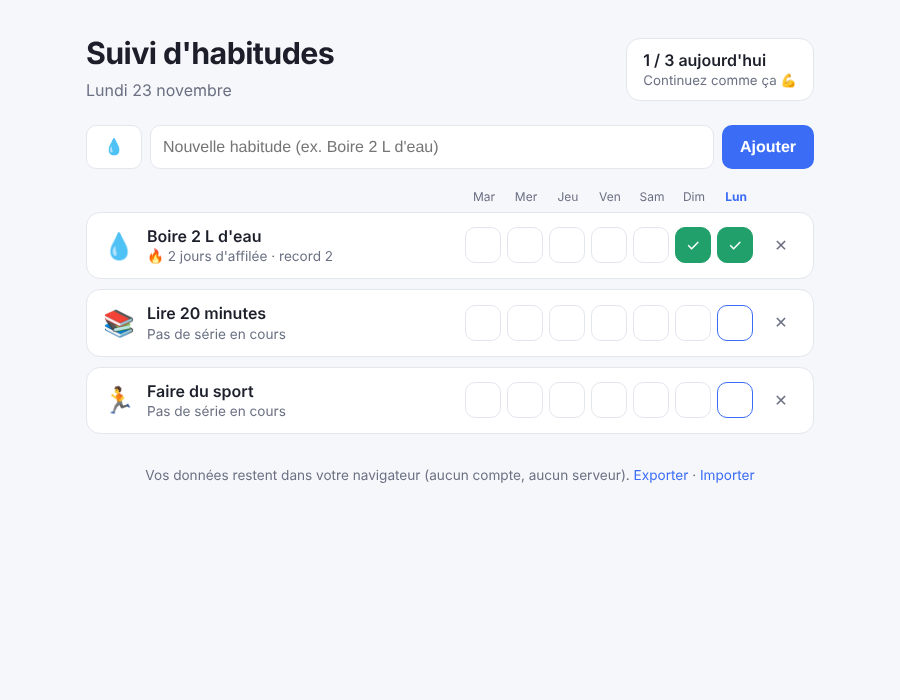 Suivi d'habitudes
Lundi 23 novembre
1 / 3 aujourd'hui
Continuez comme ça 💪
💧
Nouvelle habitude (ex. Boire 2 L d'eau)
Ajouter
Mar Mer Jeu Ven Sam Dim Lun
💧 Boire 2 L d'eau
🔥 2 jours d'affilée · record 2
✓ ✓ ✕
📚 Lire 20 minutes
Pas de série en cours
✕
🏃 Faire du sport
Pas de série en cours
✕
Vos données restent dans votre navigateur (aucun compte, aucun serveur). Exporter · Importer